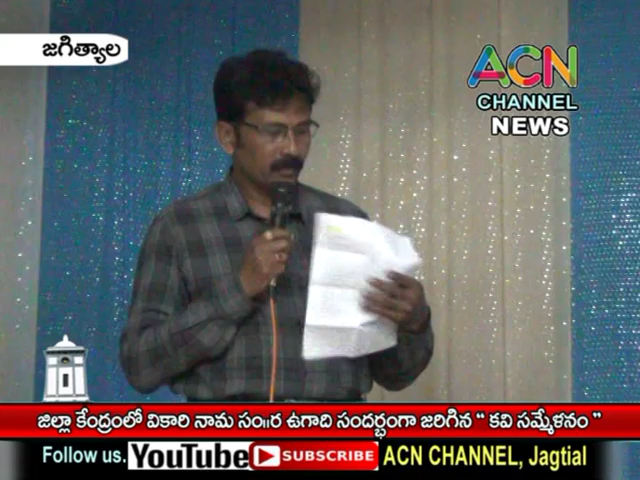 జగిత్యాల
ACN
CHANNEL
NEWS
జిల్లా కేంద్రంలో వికారి నామ సం॥ర ఉగాది సందర్భంగా జరిగిన “ కవి సమ్మేళనం ”
Follow us. YouTube SUBSCRIBE ACN CHANNEL, Jagtial